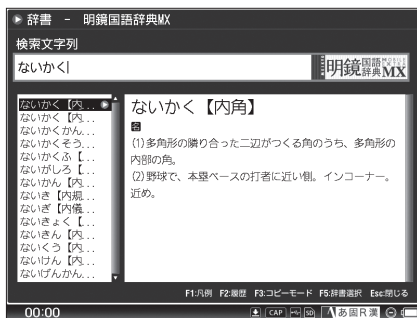 辞書 － 明鏡国語辞典MX
検索文字列
ないかく
明鏡国語辞典MX
ないかく【内...
ないかく【内...
ないかくかん...
ないかくそう...
ないかくふ【...
ないがしろ【...
ないかん【内...
ないき【内規...
ないぎ【内儀...
ないきょく【...
ないきん【内...
ないくう【内...
ないけん【内...
ないげんかん...
ないかく【内角】
名
(1)多角形の隣り合った二辺がつくる角のうち、多角形の
内部の角。
(2)野球で、本塁ベースの打者に近い側。インコーナー。
近め。
F1:凡例 F2:履歴 F3:コピーモード F5:辞書選択 Esc:閉じる
00:00 CAP SD あ固R漢